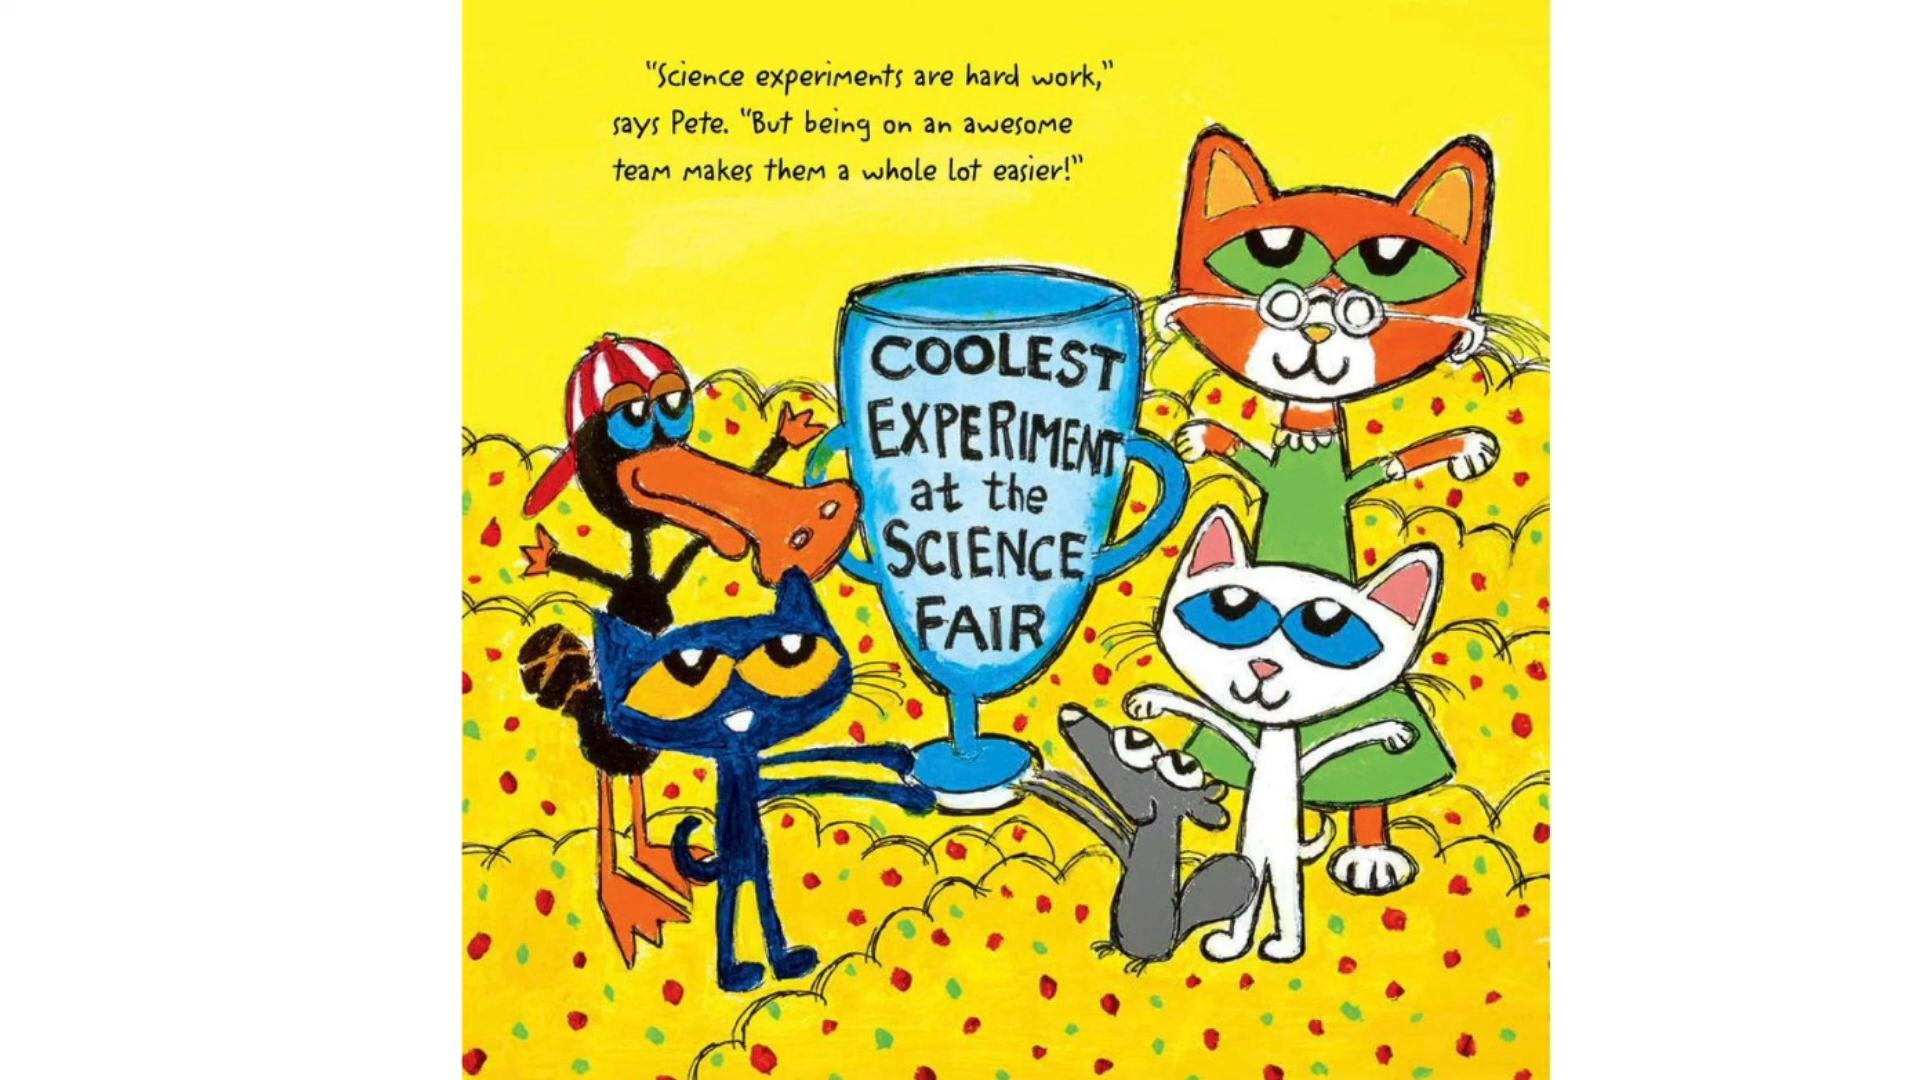 “Science experiments are hard work,”
says Pete. “But being on an awesome
team makes them a whole lot easier!”
COOLEST
EXPERIMENT
at the
SCIENCE
FAIR